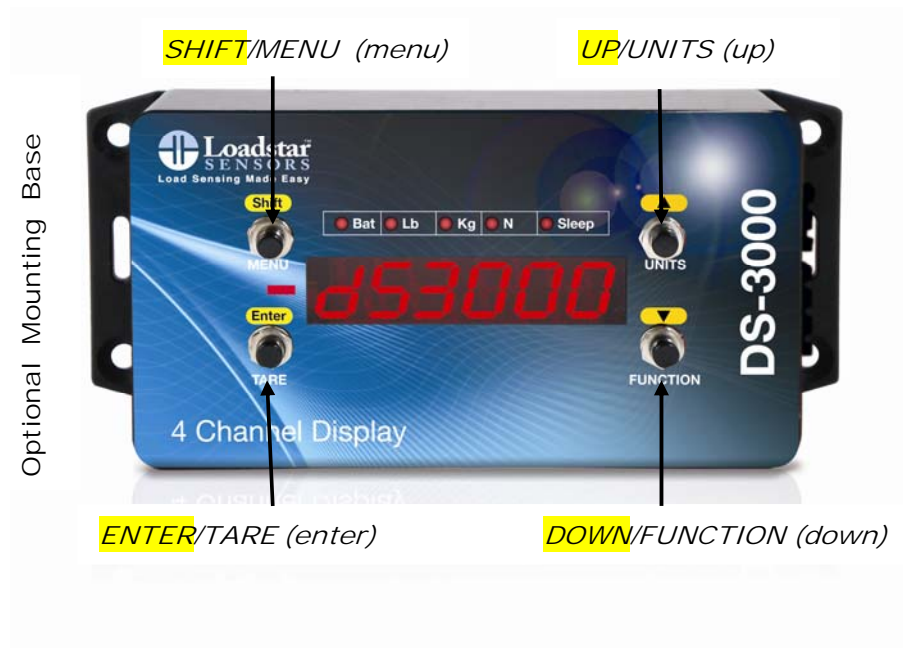 SHIFT/MENU (menu)
UP/UNITS (up)
Optional Mounting Base
Loadstar™
SENSORS
Load Sensing Made Easy
Shift
MENU
Bat Lb Kg N Sleep
▲
UNITS
dS3000
Enter
TARE
▼
FUNCTION
DS-3000
4 Channel Display
ENTER/TARE (enter)
DOWN/FUNCTION (down)